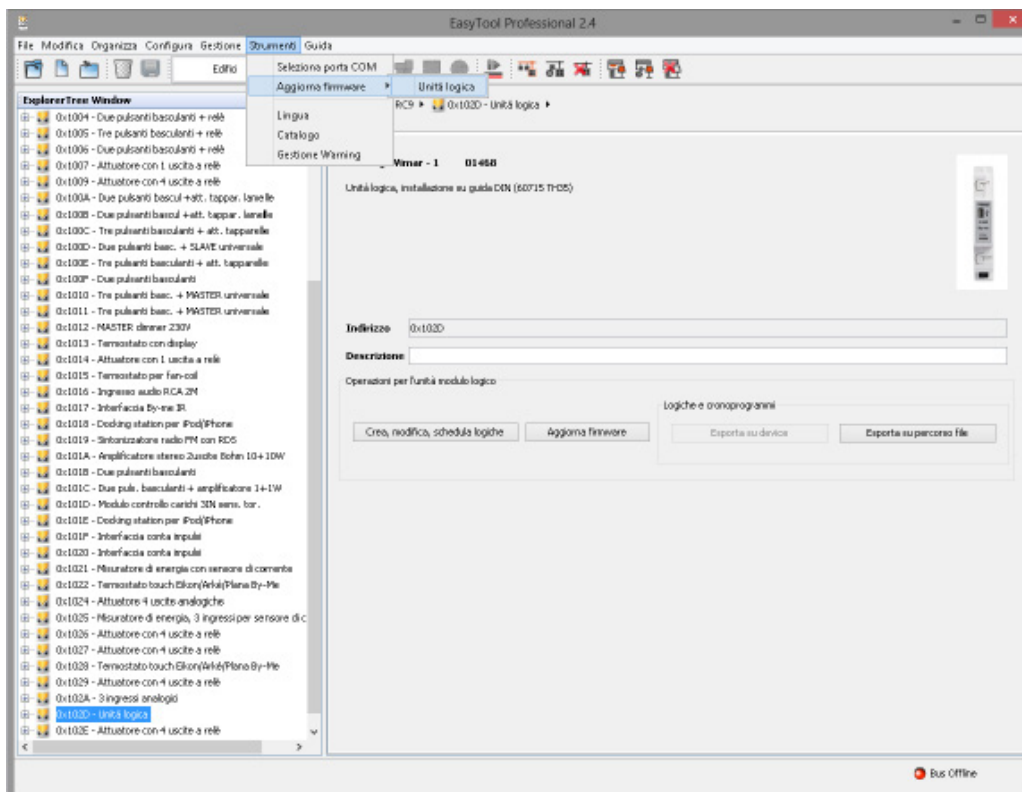 EasyTool Professional 2.4
File Modifica Organizza Configura Gestione Strumenti Guida
Edifici
Seleziona porta COM
Aggiorna firmware
Unità logica
Lingua
Catalogo
Gestione Warning
RC9 0x102D - Unità logica
ExplorerTree Window
0x1004 - Due pulsanti basculanti + relè
0x1005 - Tre pulsanti basculanti + relè
0x1006 - Due pulsanti basculanti + relè
0x1007 - Attuatore con 1 uscita a relè
0x1009 - Attuatore con 4 uscite a relè
0x100A - Due pulsanti bascul +att. tappar. lamelle
0x100B - Due pulsanti bascul +att. tappar. lamelle
0x100C - Tre pulsanti basculanti + att. tapparelle
0x100D - Due pulsanti basc. + SLAVE universale
0x100E - Tre pulsanti basculanti + att. tapparelle
0x100F - Due pulsanti basculanti
0x1010 - Tre pulsanti basc. + MASTER universale
0x1011 - Tre pulsanti basc. + MASTER universale
0x1012 - MASTER dimmer 230V
0x1013 - Termostato con display
0x1014 - Attuatore con 1 uscita a relè
0x1015 - Termostato per fan-coil
0x1016 - Ingresso audio RCA 2M
0x1017 - Interfaccia By-me IR
0x1018 - Docking station per iPod/iPhone
0x1019 - Sintonizzatore radio FM con RDS
0x101A - Amplificatore stereo 2uscite 8ohm 10+10W
0x101B - Due pulsanti basculanti
0x101C - Due puls. basculanti + amplificatore 1+1W
0x101D - Modulo controllo carichi 3IN sens. tor.
0x101E - Docking station per iPod/iPhone
0x101F - Interfaccia conta impulsi
0x1020 - Interfaccia conta impulsi
0x1021 - Misuratore di energia con sensore di corrente
0x1022 - Termostato touch Eikon/Arké/Plana By-Me
0x1024 - Attuatore 4 uscite analogiche
0x1025 - Misuratore di energia, 3 ingressi per sensore di c
0x1026 - Attuatore con 4 uscite a relè
0x1027 - Attuatore con 4 uscite a relè
0x1028 - Termostato touch Eikon/Arké/Plana By-Me
0x1029 - Attuatore con 4 uscite a relè
0x102A - 3 ingressi analogici
0x102D - Unità logica
0x102E - Attuatore con 4 uscite a relè
Vimar - 1 01468
Unità logica, installazione su guida DIN (60715 TH35)
Indirizzo 0x102D
Descrizione
Operazioni per l'unità modulo logico
Logiche e cronoprogrammi
Crea, modifica, schedula logiche Aggiorna firmware Esporta su device Esporta su percorso file
Bus Offline